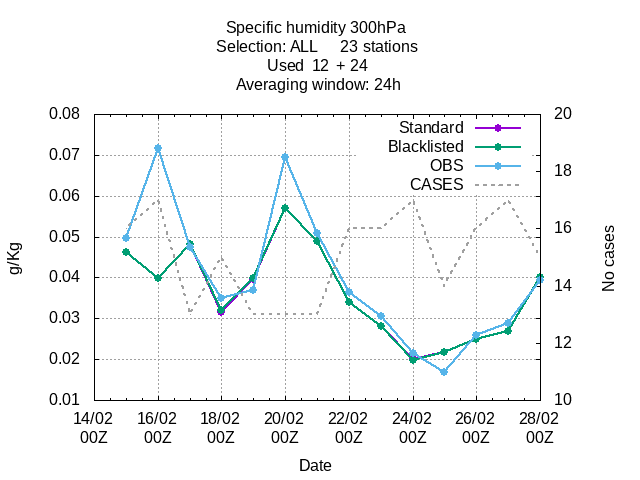 Specific humidity 300hPa
Selection: ALL 23 stations
Used 12 + 24
Averaging window: 24h
0.08
0.07
0.06
0.05
0.04
0.03
0.02
0.01
g/Kg
Standard
Blacklisted
OBS
CASES
20
18
16
14
12
10
No cases
14/02 16/02 18/02 20/02 22/02 24/02 26/02 28/02
00Z 00Z 00Z 00Z 00Z 00Z 00Z 00Z
Date